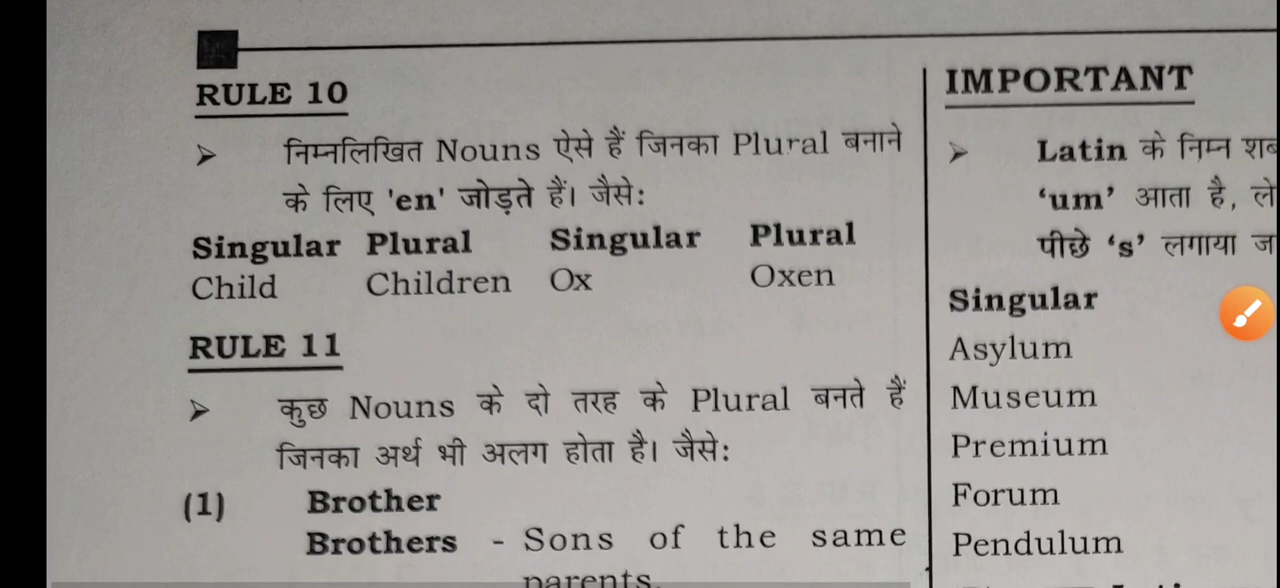 RULE 10
➢ निम्नलिखित Nouns ऐसे हैं जिनका Plural बनाने
के लिए 'en' जोड़ते हैं। जैसे:
Singular Plural Singular Plural
Child Children Ox Oxen
RULE 11
➢ कुछ Nouns के दो तरह के Plural बनते हैं
जिनका अर्थ भी अलग होता है। जैसे:
(1) Brother
Brothers - Sons of the same
parents.
IMPORTANT
➢ Latin के निम्न
‘um’ आता है,
पीछे ‘s’ लगाया
Singular
Asylum
Museum
Premium
Forum
Pendulum